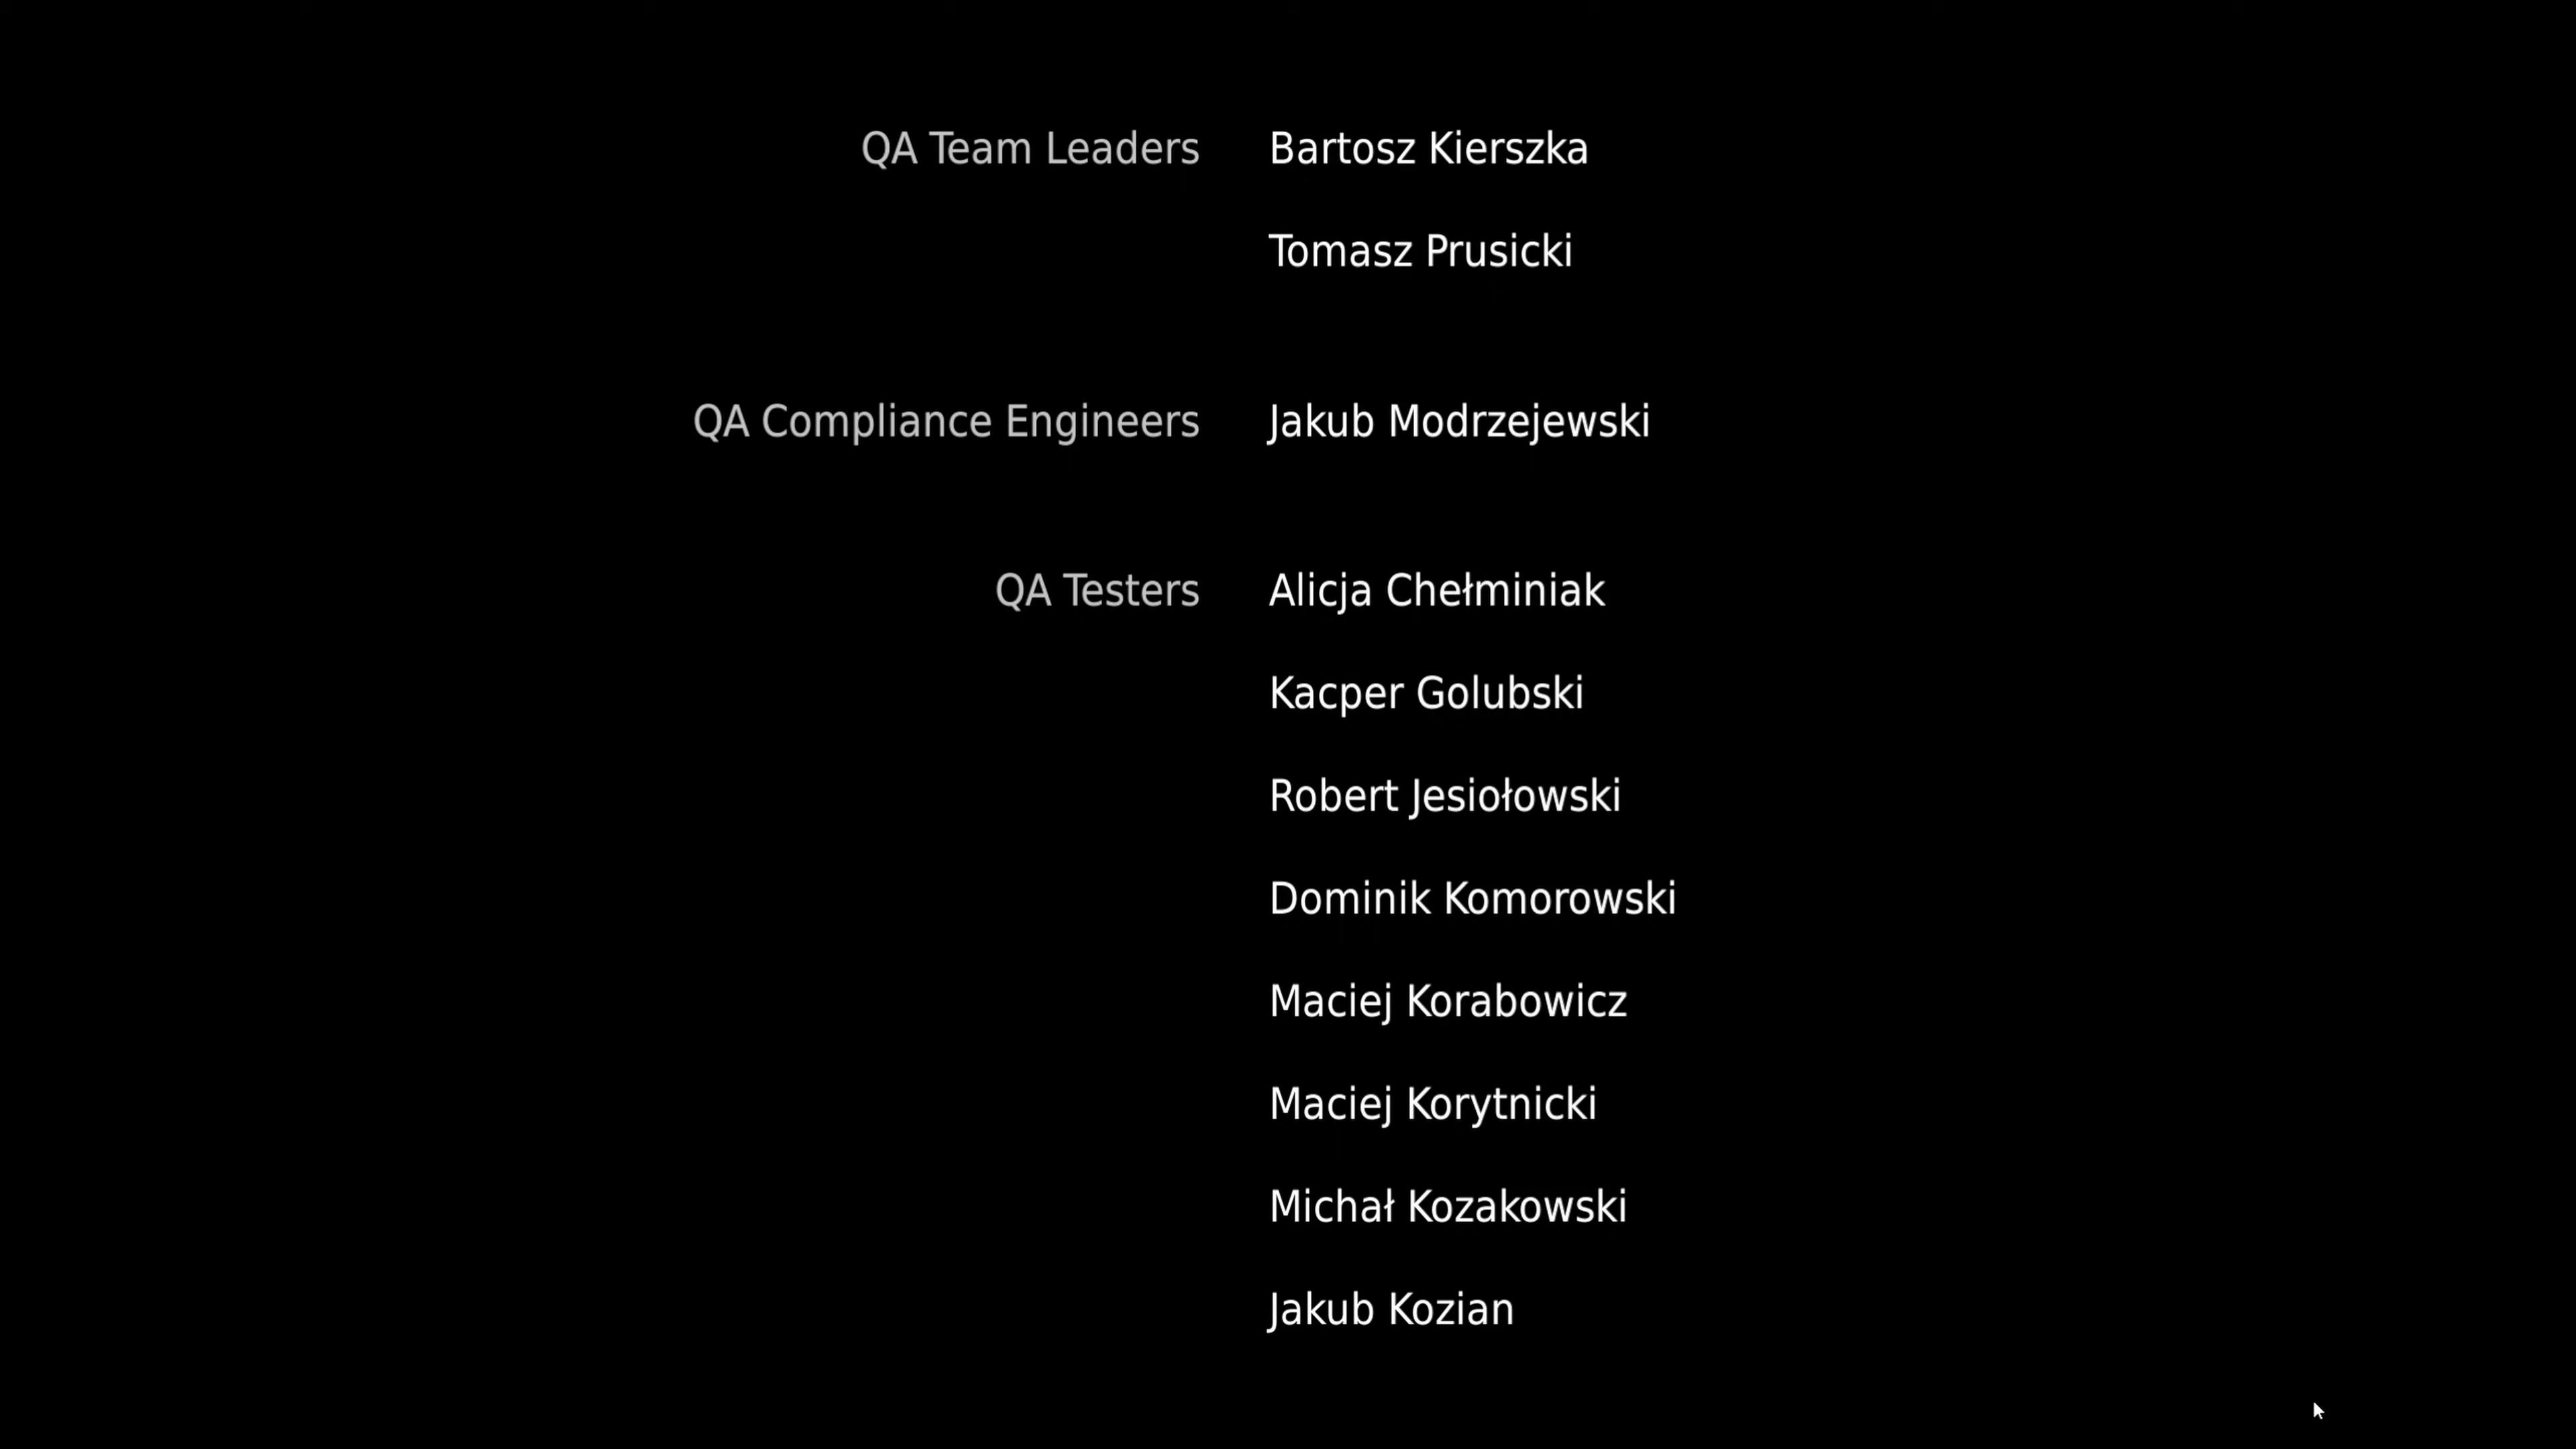 QA Team Leaders Bartosz Kierszka
Tomasz Prusicki
QA Compliance Engineers Jakub Modrzejewski
QA Testers Alicja Chełminiak
Kacper Golubski
Robert Jesiołowski
Dominik Komorowski
Maciej Korabowicz
Maciej Korytnicki
Michał Kozakowski
Jakub Kozian